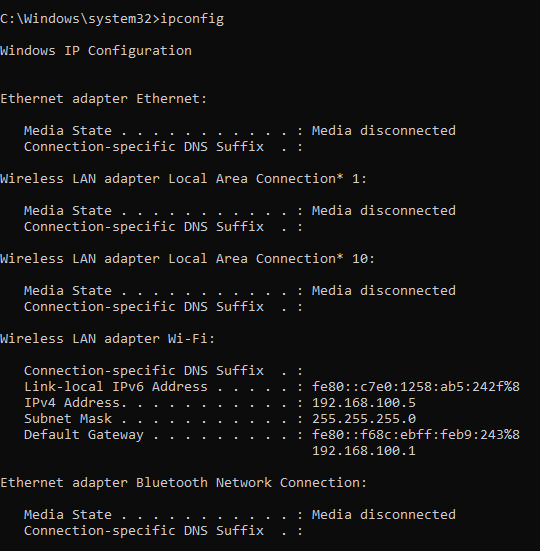 C:\Windows\system32>ipconfig
Windows IP Configuration
Ethernet adapter Ethernet:
   Media State . . . . . . . . . . . : Media disconnected
   Connection-specific DNS Suffix  . :
Wireless LAN adapter Local Area Connection* 1:
   Media State . . . . . . . . . . . : Media disconnected
   Connection-specific DNS Suffix  . :
Wireless LAN adapter Local Area Connection* 10:
   Media State . . . . . . . . . . . : Media disconnected
   Connection-specific DNS Suffix  . :
Wireless LAN adapter Wi-Fi:
   Connection-specific DNS Suffix  . :
   Link-local IPv6 Address . . . . . : fe80::c7e0:1258:ab5:242f%8
   IPv4 Address. . . . . . . . . . . : 192.168.100.5
   Subnet Mask . . . . . . . . . . . : 255.255.255.0
   Default Gateway . . . . . . . . . : fe80::f68c:ebff:feb9:243%8
                                       192.168.100.1
Ethernet adapter Bluetooth Network Connection:
   Media State . . . . . . . . . . . : Media disconnected
   Connection-specific DNS Suffix  . :